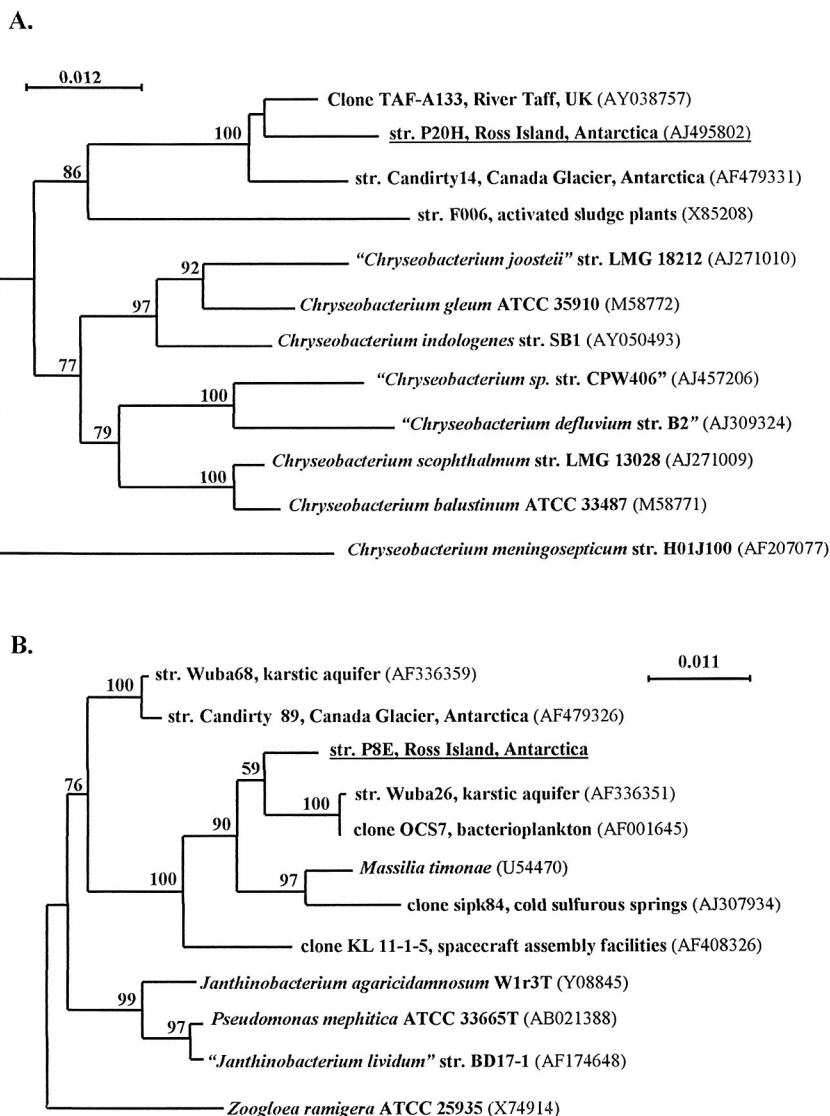 A.
0.012
Clone TAF-A133, River Taff, UK (AY038757)
100
str. P20H, Ross Island, Antarctica (AJ495802)
86
str. Candirty14, Canada Glacier, Antarctica (AF479331)
str. F006, activated sludge plants (X85208)
92
“Chryseobacterium joosteii” str. LMG 18212 (AJ271010)
97
Chryseobacterium gleum ATCC 35910 (M58772)
Chryseobacterium indologenes str. SB1 (AY050493)
77
“Chryseobacterium sp. str. CPW406” (AJ457206)
100
“Chryseobacterium defluvium str. B2” (AJ309324)
79
Chryseobacterium scophthalmum str. LMG 13028 (AJ271009)
100
Chryseobacterium balustinum ATCC 33487 (M58771)
Chryseobacterium meningosepticum str. H01J100 (AF207077)
B.
0.011
str. Wuba68, karstic aquifer (AF336359)
100
str. Candirty 89, Canada Glacier, Antarctica (AF479326)
str. P8E, Ross Island, Antarctica
59
76
str. Wuba26, karstic aquifer (AF336351)
100
90
clone OCS7, bacterioplankton (AF001645)
Massilia timonae (U54470)
100
97
clone sipk84, cold sulfurous springs (AJ307934)
clone KL 11-1-5, spacecraft assembly facilities (AF408326)
Janthinobacterium agaricidamnosum W1r3T (Y08845)
99
Pseudomonas mephitica ATCC 33665T (AB021388)
97
“Janthinobacterium lividum” str. BD17-1 (AF174648)
Zoogloea ramigera ATCC 25935 (X74914)